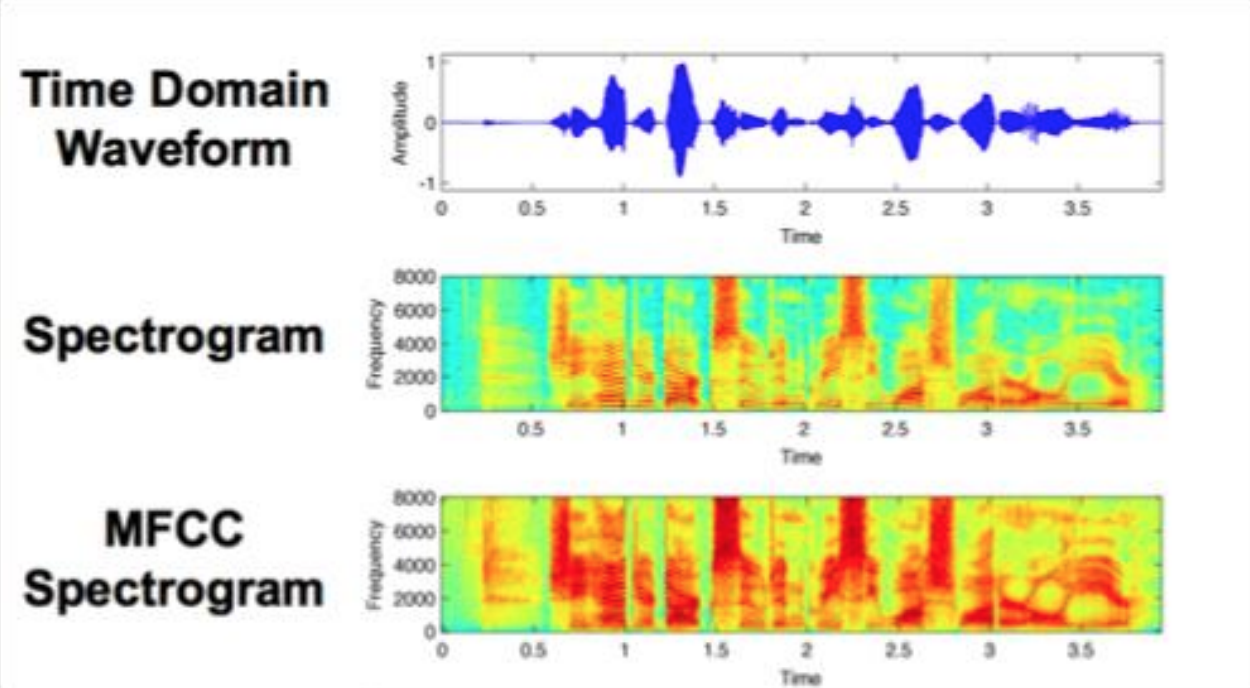 Time Domain
Waveform
Amplitude
1
0
-1
0 0.5 1 1.5 2 2.5 3 3.5
Time
Spectrogram
Frequency
8000
6000
4000
2000
0
0.5 1 1.5 2 2.5 3 3.5
Time
MFCC
Spectrogram
Frequency
8000
6000
4000
2000
0
0 0.5 1 1.5 2 2.5 3 3.5
Time